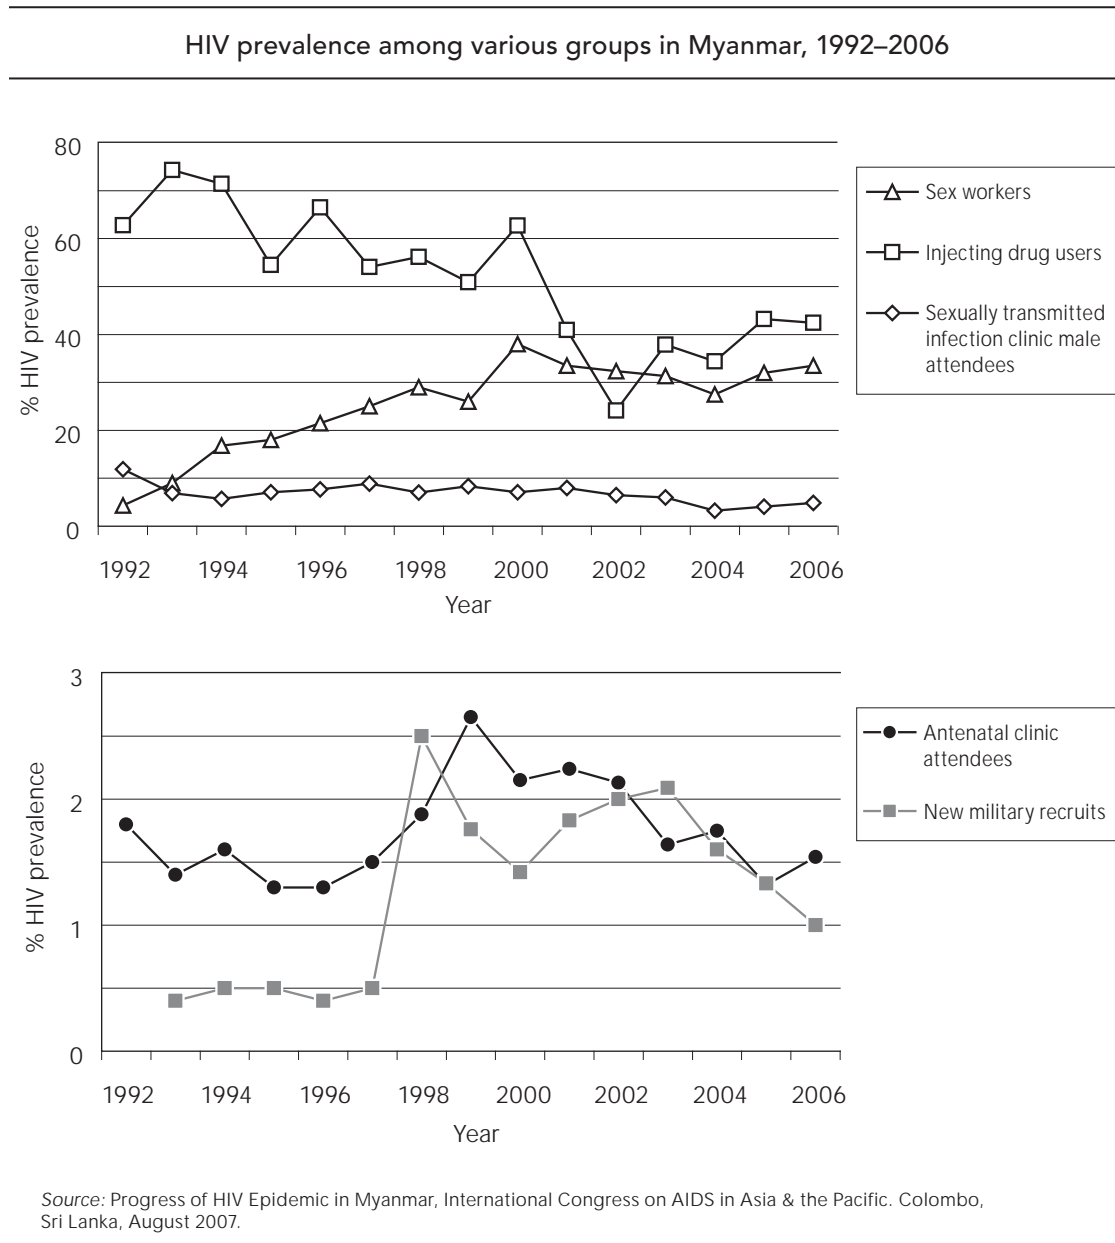 HIV prevalence among various groups in Myanmar, 1992–2006
80
60
40
20
0
% HIV prevalence
1992 1994 1996 1998 2000 2002 2004 2006
Year
Sex workers
Injecting drug users
Sexually transmitted
infection clinic male
attendees
3
2
1
0
% HIV prevalence
1992 1994 1996 1998 2000 2002 2004 2006
Year
Antenatal clinic
attendees
New military recruits
Source: Progress of HIV Epidemic in Myanmar, International Congress on AIDS in Asia & the Pacific. Colombo,
Sri Lanka, August 2007.